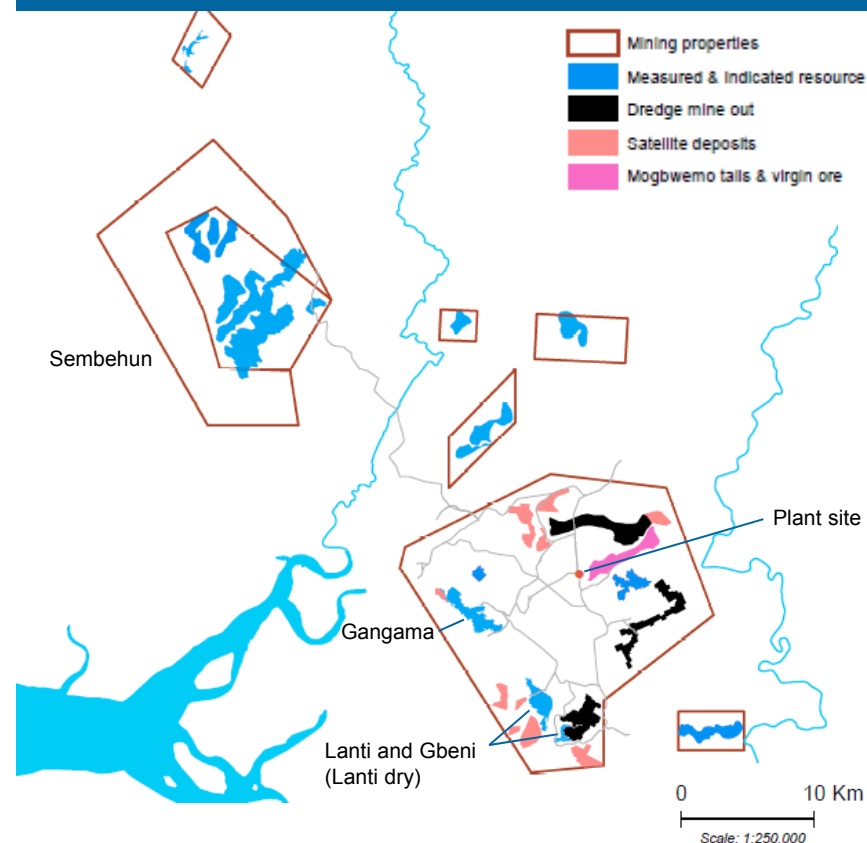 Mining properties
Measured & Indicated resource
Dredge mine out
Satellite deposits
Mogbwemo tails & virgin ore
Sembehun
Plant site
Gangama
Lanti and Gbeni
(Lanti dry)
0 10 Km
Scale: 1:250.000